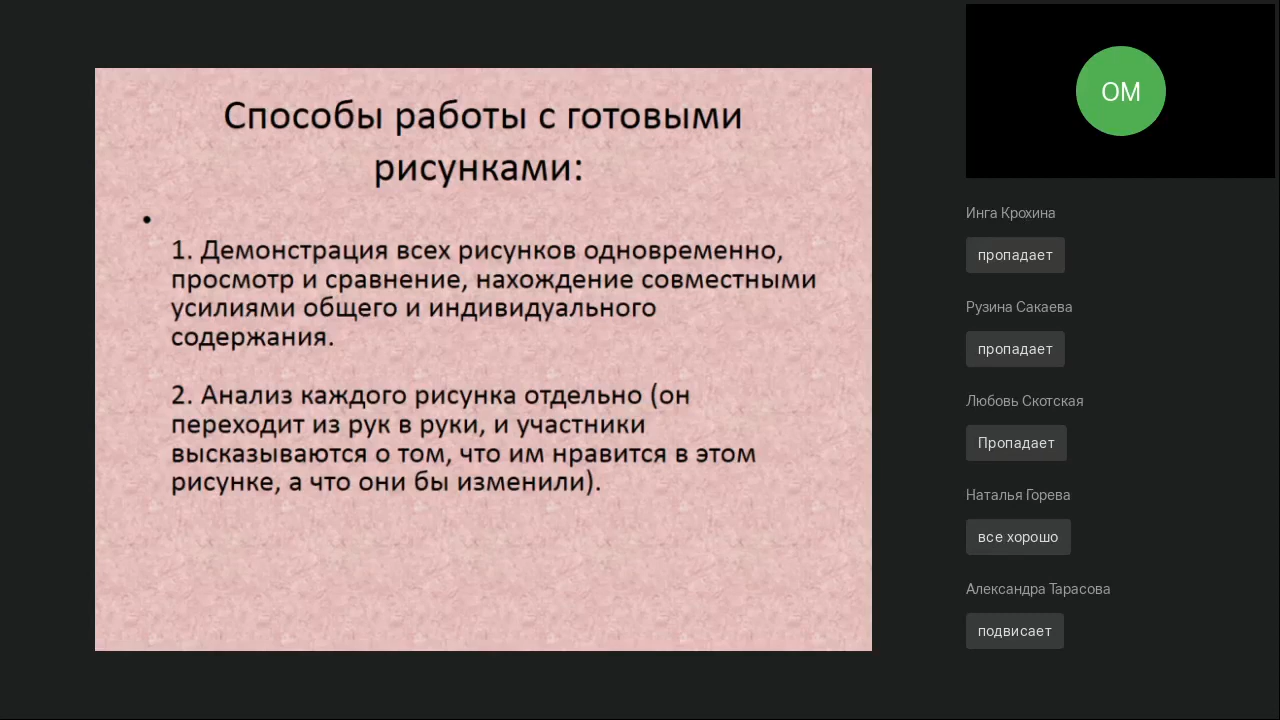 Способы работы с готовыми
рисунками:
1. Демонстрация всех рисунков одновременно,
просмотр и сравнение, нахождение совместными
усилиями общего и индивидуального
содержания.
2. Анализ каждого рисунка отдельно (он
переходит из рук в руки, и участники
высказываются о том, что им нравится в этом
рисунке, а что они бы изменили).
ОМ
Инга Крохина
пропадает
Рузина Сакаева
пропадает
Любовь Скотская
Пропадает
Наталья Горева
все хорошо
Александра Тарасова
подвисает